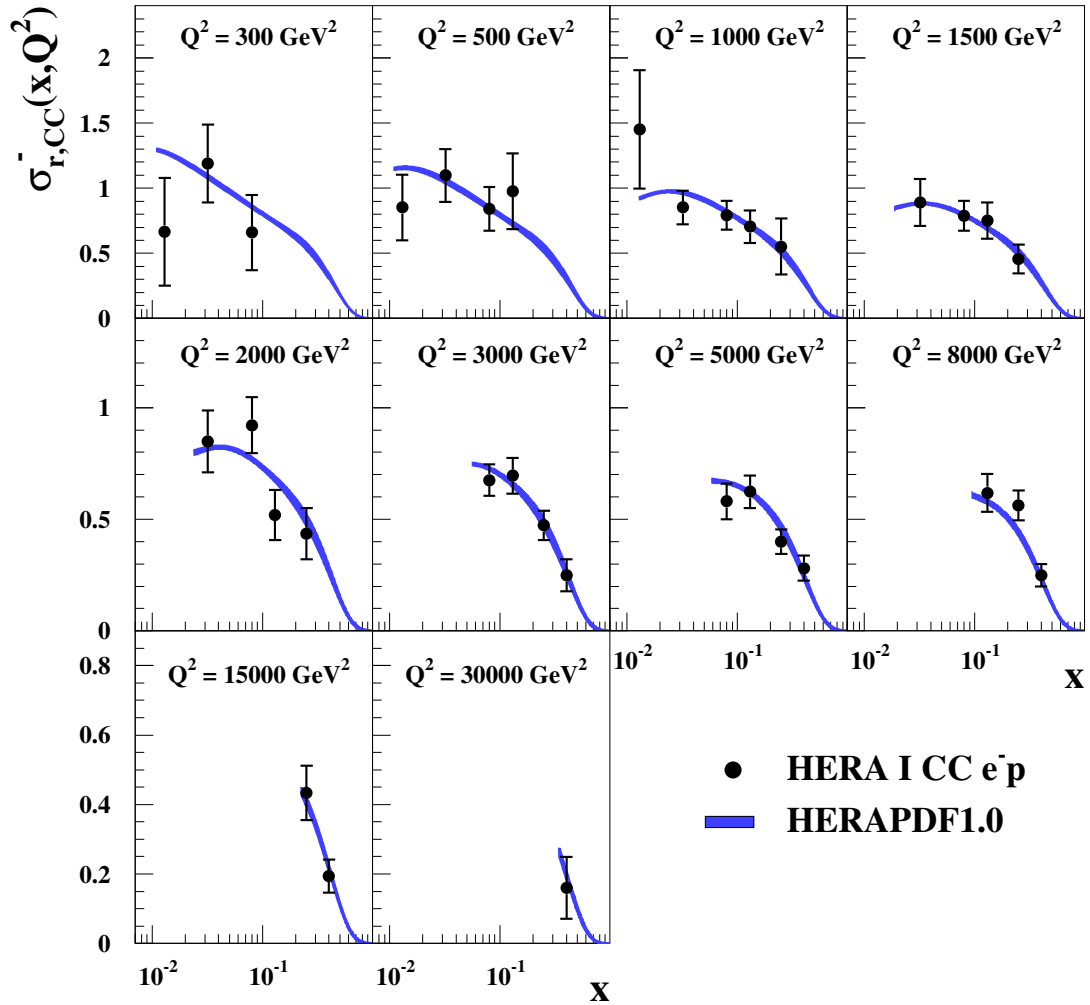 σ⁻r,CC(x,Q²)
Q² = 300 GeV²
Q² = 500 GeV²
Q² = 1000 GeV²
Q² = 1500 GeV²
2
1.5
1
0.5
0
Q² = 2000 GeV²
Q² = 3000 GeV²
Q² = 5000 GeV²
Q² = 8000 GeV²
1
0.5
0
10⁻² 10⁻¹ 10⁻² 10⁻¹
x
Q² = 15000 GeV²
Q² = 30000 GeV²
0.8
0.6
0.4
0.2
0
10⁻² 10⁻¹ 10⁻² 10⁻¹
x
HERA I CC e⁻p
HERAPDF1.0